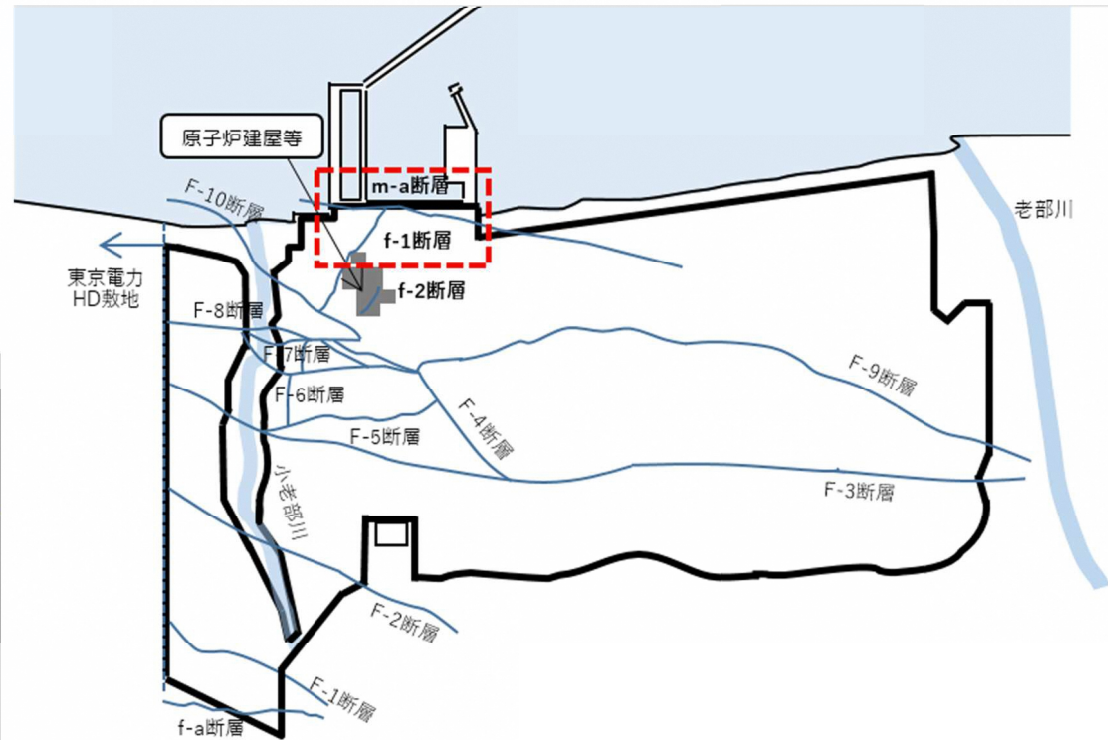 原子炉建屋等
m-a断層
F-10断層
老部川
f-1断層
東京電力
HD敷地
f-2断層
F-8断層
F-7断層
F-9断層
F-6断層
F-4断層
F-5断層
小老部川
F-3断層
F-2断層
F-1断層
f-a断層